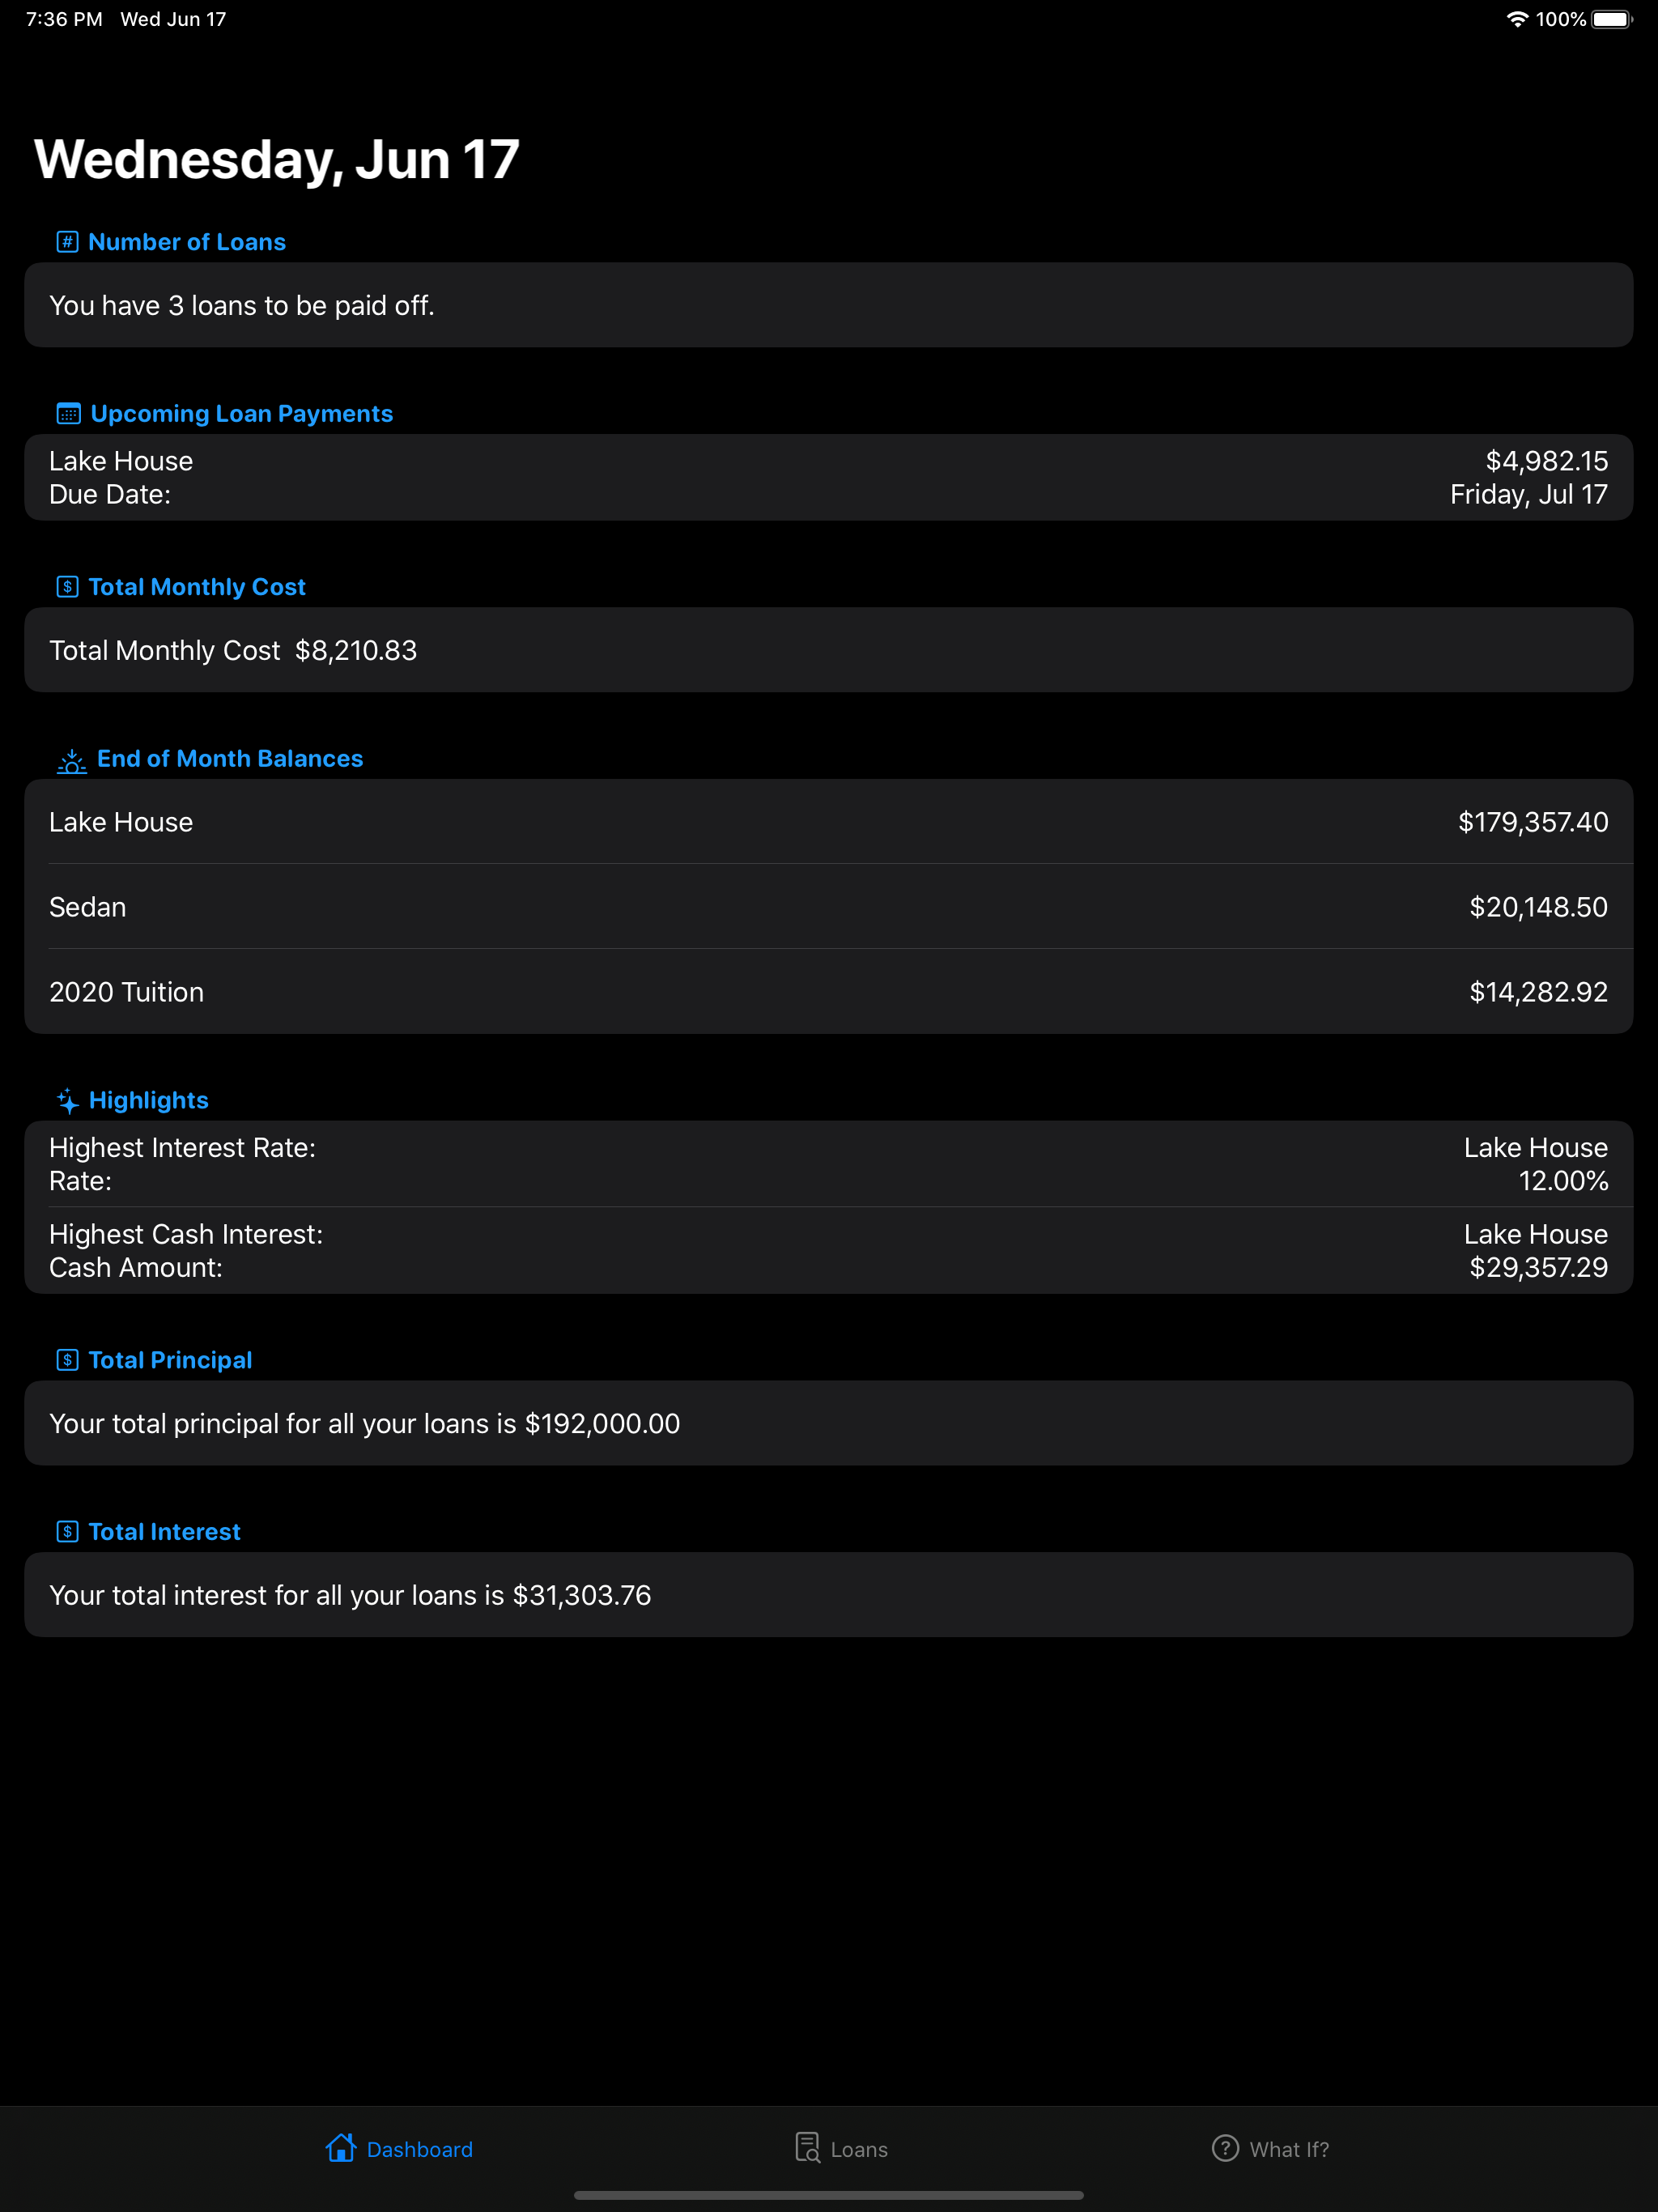 7:36 PM Wed Jun 17 100%
Wednesday, Jun 17
# Number of Loans
You have 3 loans to be paid off.
Upcoming Loan Payments
Lake House $4,982.15
Due Date: Friday, Jul 17
$ Total Monthly Cost
Total Monthly Cost $8,210.83
End of Month Balances
Lake House $179,357.40
Sedan $20,148.50
2020 Tuition $14,282.92
Highlights
Highest Interest Rate: Lake House
Rate: 12.00%
Highest Cash Interest: Lake House
Cash Amount: $29,357.29
$ Total Principal
Your total principal for all your loans is $192,000.00
$ Total Interest
Your total interest for all your loans is $31,303.76
Dashboard Loans ? What If?